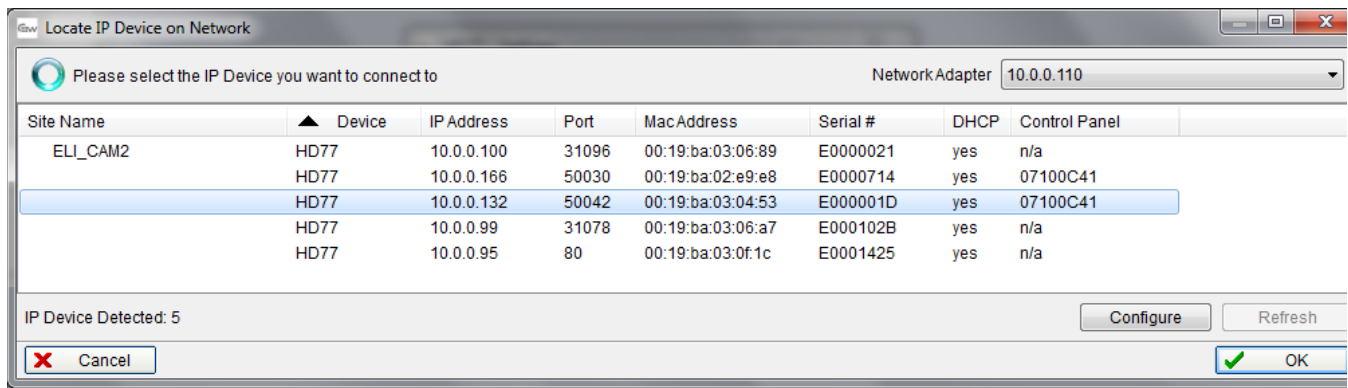 Locate IP Device on Network
Please select the IP Device you want to connect to Network Adapter 10.0.0.110
Site Name Device IP Address Port Mac Address Serial # DHCP Control Panel
ELI_CAM2 HD77 10.0.0.100 31096 00:19:ba:03:06:89 E0000021 yes n/a
HD77 10.0.0.166 50030 00:19:ba:02:e9:e8 E0000714 yes 07100C41
HD77 10.0.0.132 50042 00:19:ba:03:04:53 E000001D yes 07100C41
HD77 10.0.0.99 31078 00:19:ba:03:06:a7 E000102B yes n/a
HD77 10.0.0.95 80 00:19:ba:03:0f:1c E0001425 yes n/a
IP Device Detected: 5 Configure Refresh
Cancel OK